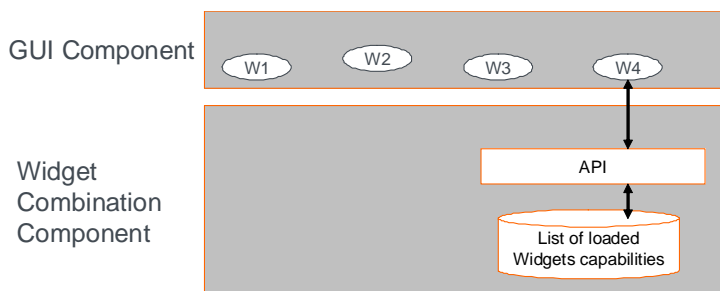 GUI Component
W1
W2
W3
W4
Widget
Combination
Component
API
List of loaded
Widgets capabilities